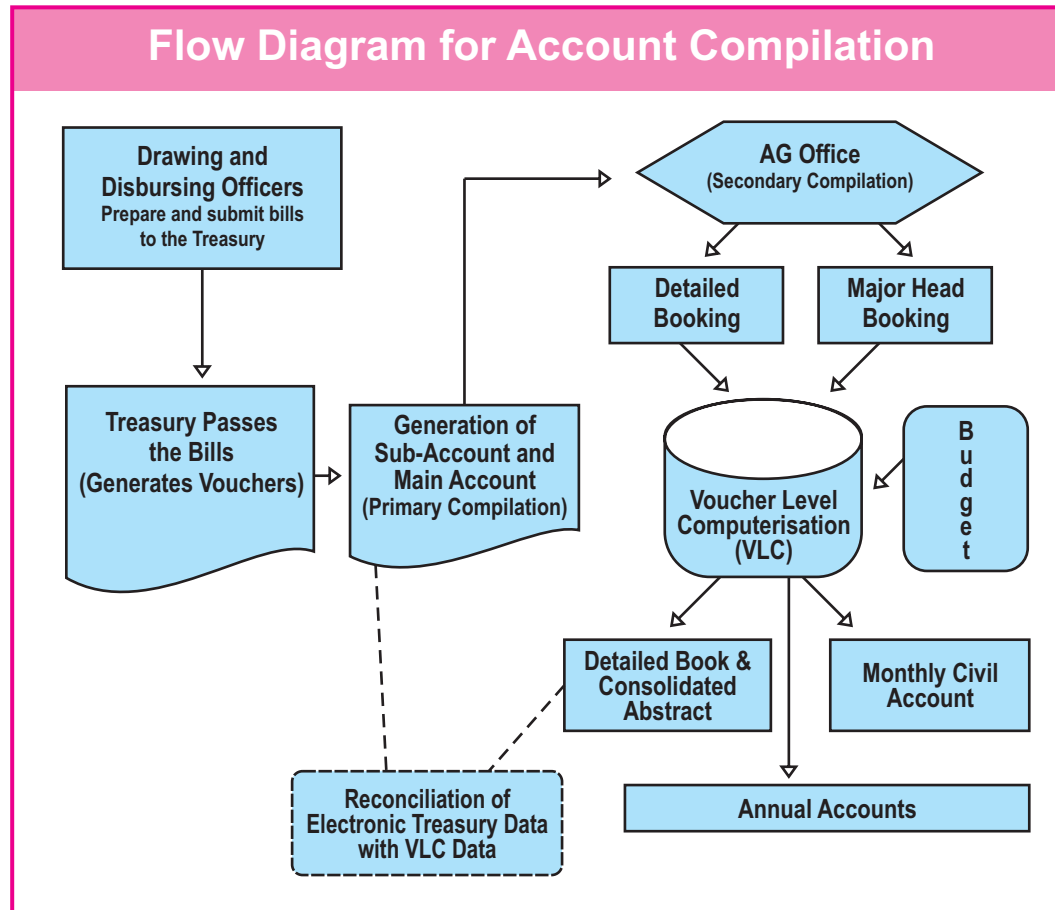 Flow Diagram for Account Compilation
Drawing and
Disbursing Officers
Prepare and submit bills
to the Treasury
Treasury Passes
the Bills
(Generates Vouchers)
Generation of
Sub-Account and
Main Account
(Primary Compilation)
AG Office
(Secondary Compilation)
Detailed
Booking
Major Head
Booking
Voucher Level
Computerisation
(VLC)
B
u
d
g
e
t
Detailed Book &
Consolidated
Abstract
Monthly Civil
Account
Annual Accounts
Reconciliation of
Electronic Treasury Data
with VLC Data